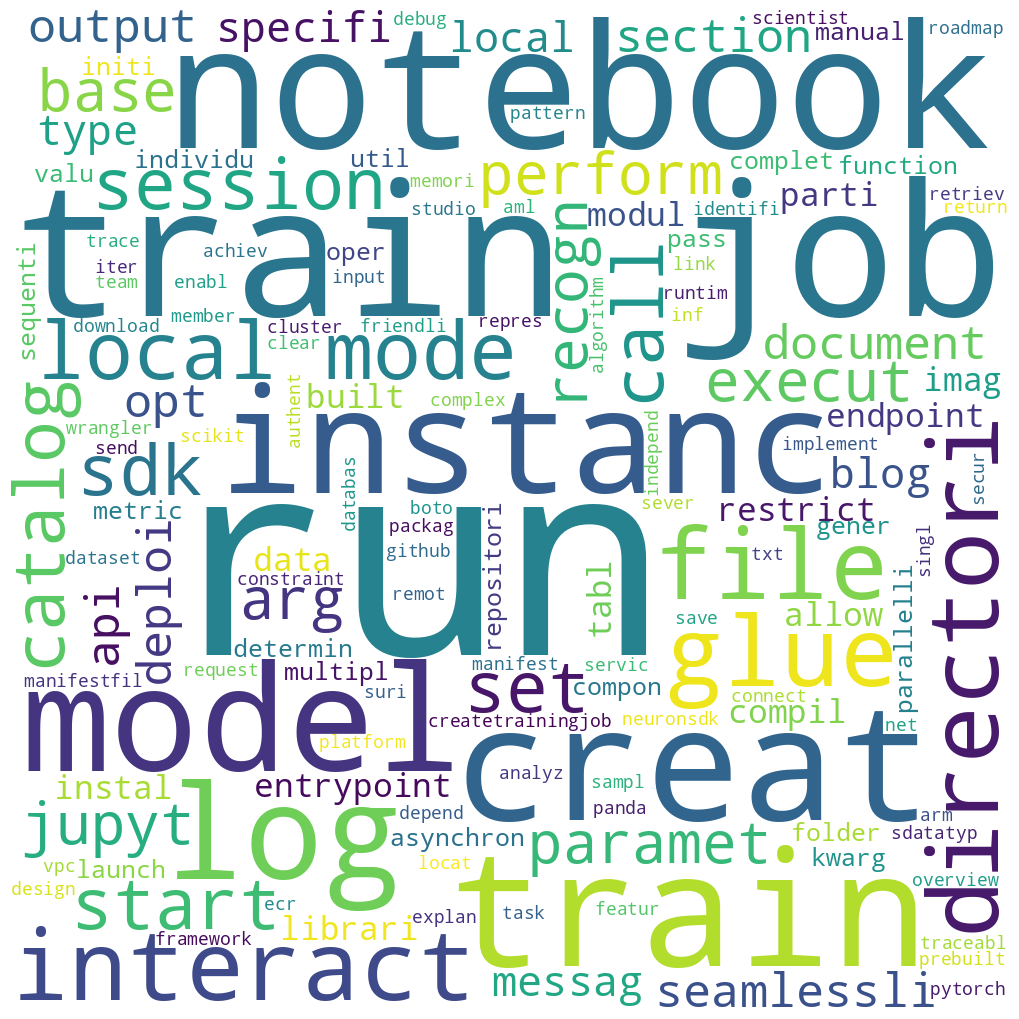 output
specifi
debug
local
section
scientist
manual
roadmap
initi
base
notebook
pattern
type
individu
util
perform
complet
function
valu
session
memori
modul
identifi
parti
retriev
return
studio
aml
train
job
recogn
call
pass
link
trace
achiev
oper
iter
team
enabl
input
runtim
sequenti
download
member
cluster
friendli
repres
clear
algorithm
inf
local
mode
document
execut
imag
catalog
opt
built
authent
complex
instanc
independ
endpoint
implement
wrangler
scikit
send
sdk
blog
directori
secur
metric
databas
boto
sever
restrict
packag
gener
dataset
data
github
repositori
run
file
txt
singl
api
deploi
constraint
arg
remot
tabl
save
allow
parallelli
determin
request
multipl
manifest
servic
glue
manifestfil
model
suri
set
compon
connect
createtrainingjob
neuronsdk
compil
net
platform
creat
analyz
sampl
instal
entrypoint
depend
panda
arm
jupyt
log
asynchron
paramet
folder
sdatatyp
vpc
launch
locat
kwarg
overview
design
start
ecr
librari
explan
task
featur
train
framework
interact
messag
seamlessli
traceabl
prebuilt
pytorch